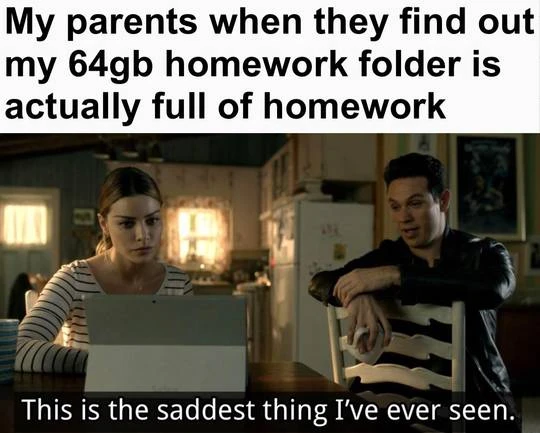 My parents when they find out
my 64gb homework folder is
actually full of homework
This is the saddest thing I've ever seen.